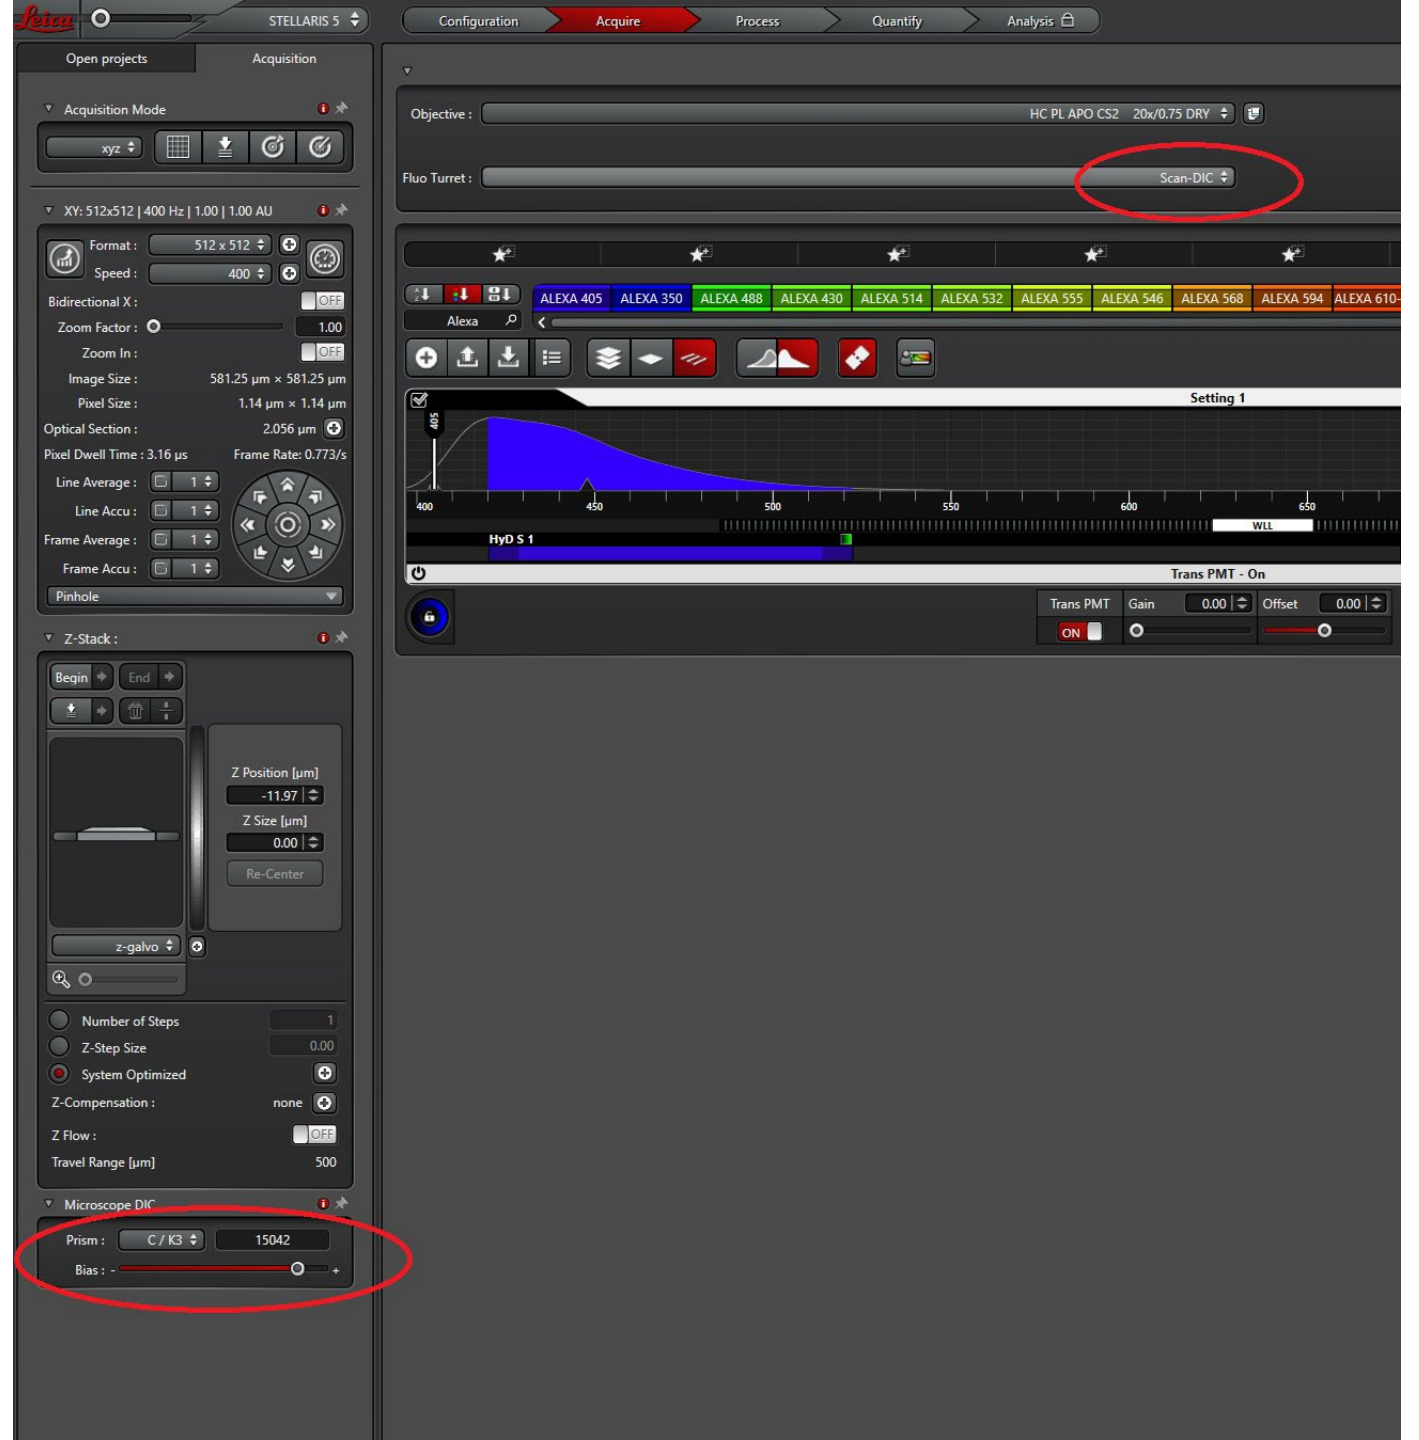 Leica
STELLARIS 5
Configuration
Acquire
Process
Quantify
Analysis
Open projects
Acquisition
Acquisition Mode
xyz
XY: 512x512 | 400 Hz | 1.00 | 1.00 AU
Format : 512 x 512
Speed : 400
Bidirectional X : OFF
Zoom Factor : 1.00
Zoom In : OFF
Image Size : 581.25 µm × 581.25 µm
Pixel Size : 1.14 µm × 1.14 µm
Optical Section : 2.056 µm
Pixel Dwell Time : 3.16 µs Frame Rate: 0.773/s
Line Average : 1
Line Accu : 1
Frame Average : 1
Frame Accu : 1
Pinhole
Z-Stack :
Begin
End
Z Position [µm]
-11.97
Z Size [µm]
0.00
Re-Center
z-galvo
Number of Steps 1
Z-Step Size 0.00
System Optimized
Z-Compensation : none
Z Flow : OFF
Travel Range [µm] 500
Microscope DIC
Prism : C / K3 15042
Bias : - +
Objective : HC PL APO CS2 20x/0.75 DRY
Fluo Turret : Scan-DIC
ALEXA 405 ALEXA 350 ALEXA 488 ALEXA 430 ALEXA 514 ALEXA 532 ALEXA 555 ALEXA 546 ALEXA 568 ALEXA 594 ALEXA 610-
Alexa
Setting 1
405
400 450 500 550 600 650
WLL
HyD S 1
Trans PMT - On
Trans PMT Gain 0.00 Offset 0.00
ON